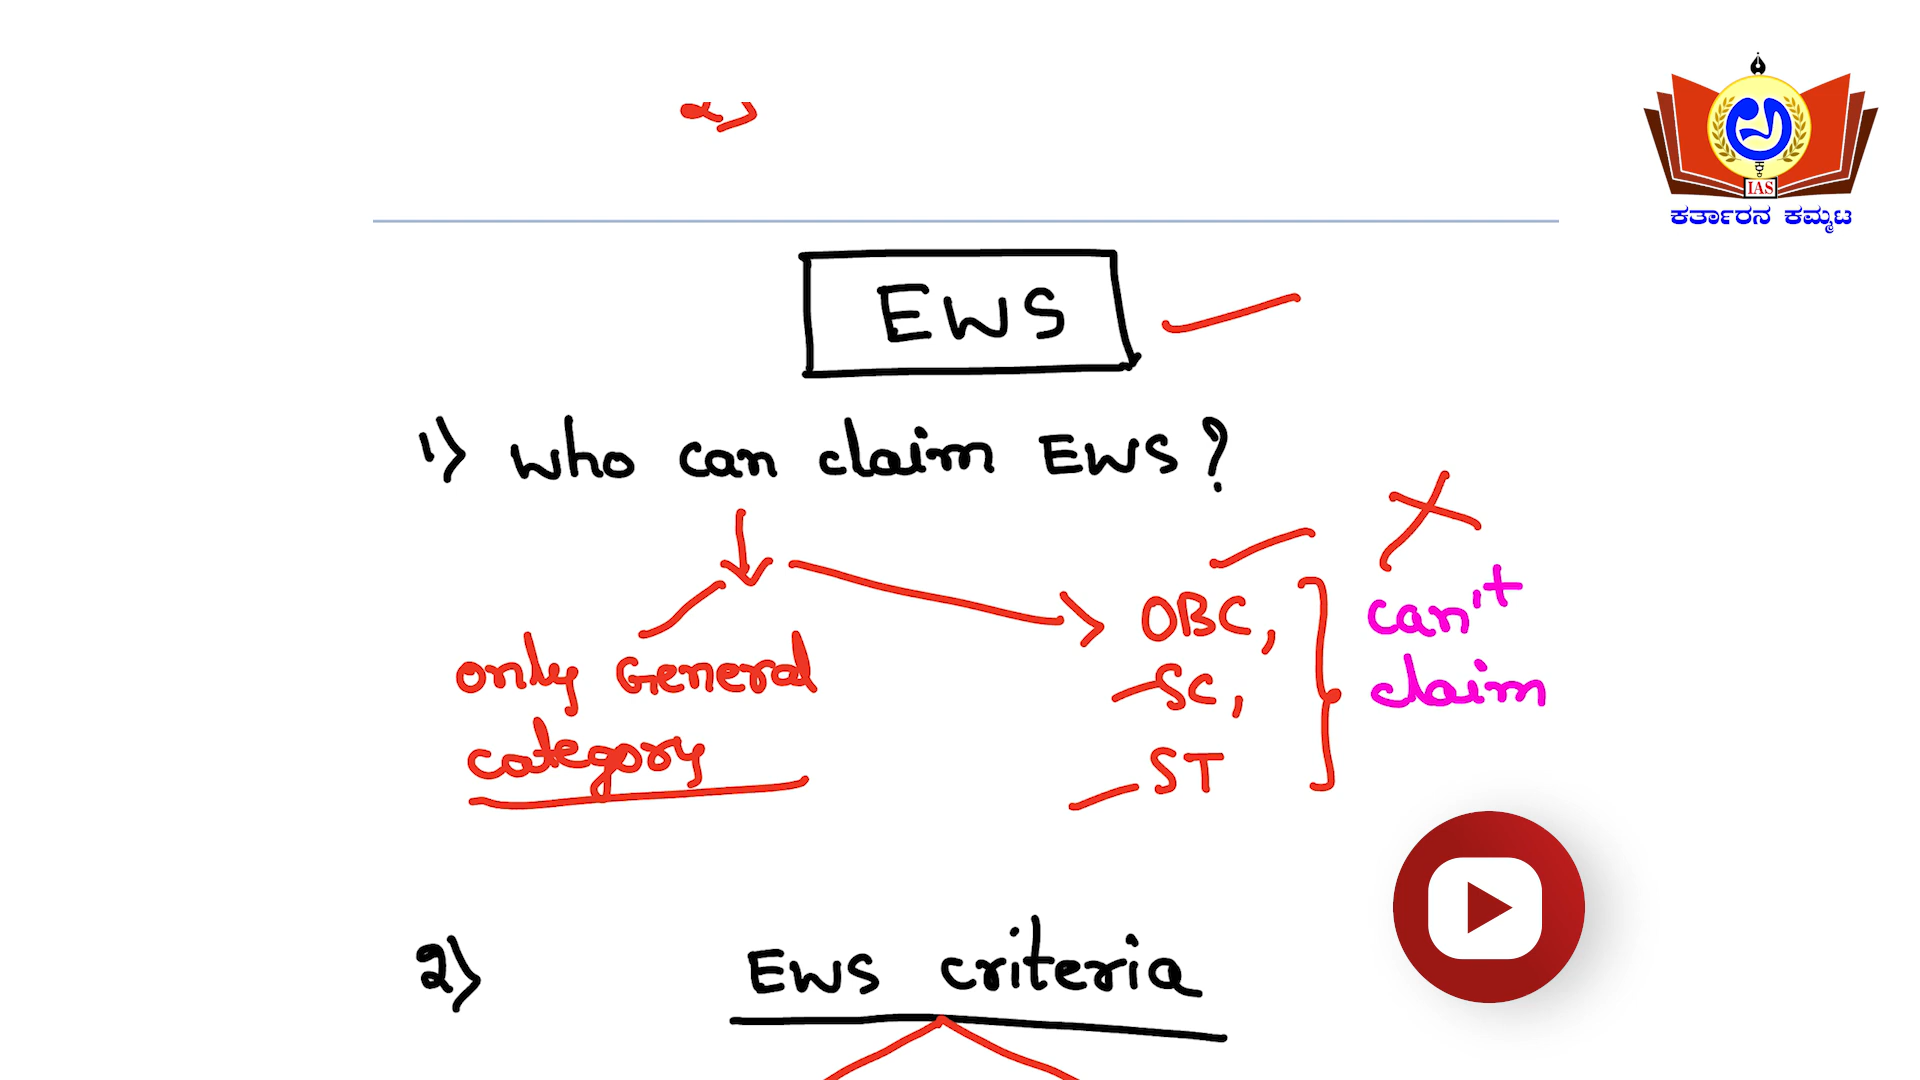 2)
IAS
ಕರ್ತಾರನ ಕಮ್ಮಟ
EWS
1) Who can claim EWS?
only General
category
OBC,
SC,
ST
can't
claim
2) EWS criteria